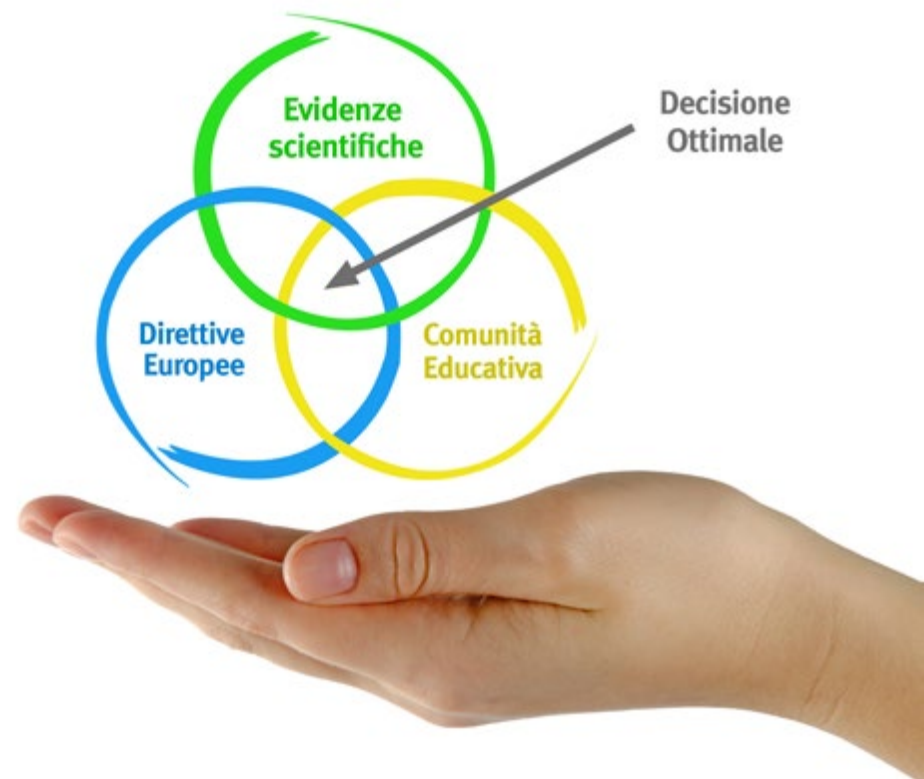 Evidenze
scientifiche
Decisione
Ottimale
Direttive
Europee
Comunità
Educativa